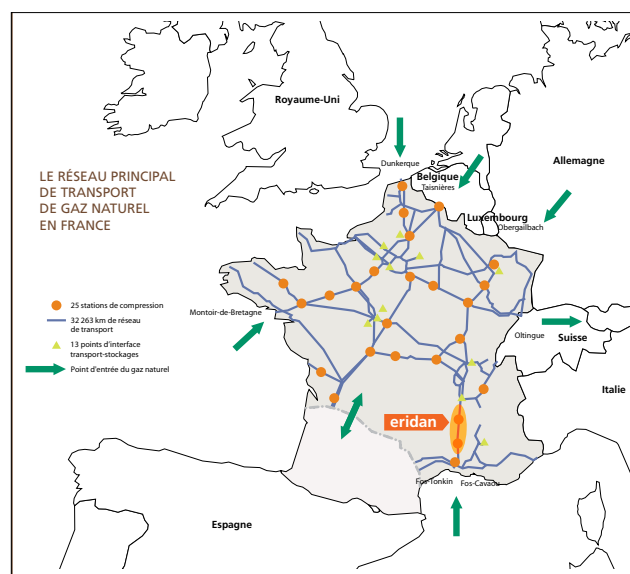 Royaume-Uni
Dunkerque
Belgique
Taisnières
Allemagne
LE RÉSEAU PRINCIPAL
DE TRANSPORT
DE GAZ NATUREL
EN FRANCE
Luxembourg
Obergailbach
25 stations de compression
32 263 km de réseau
de transport
13 points d'interface
transport-stockages
Point d'entrée du gaz naturel
Montoir-de-Bretagne
Oltingue
Suisse
Italie
eridan
Fos-Tonkin
Fos-Cavaou
Espagne